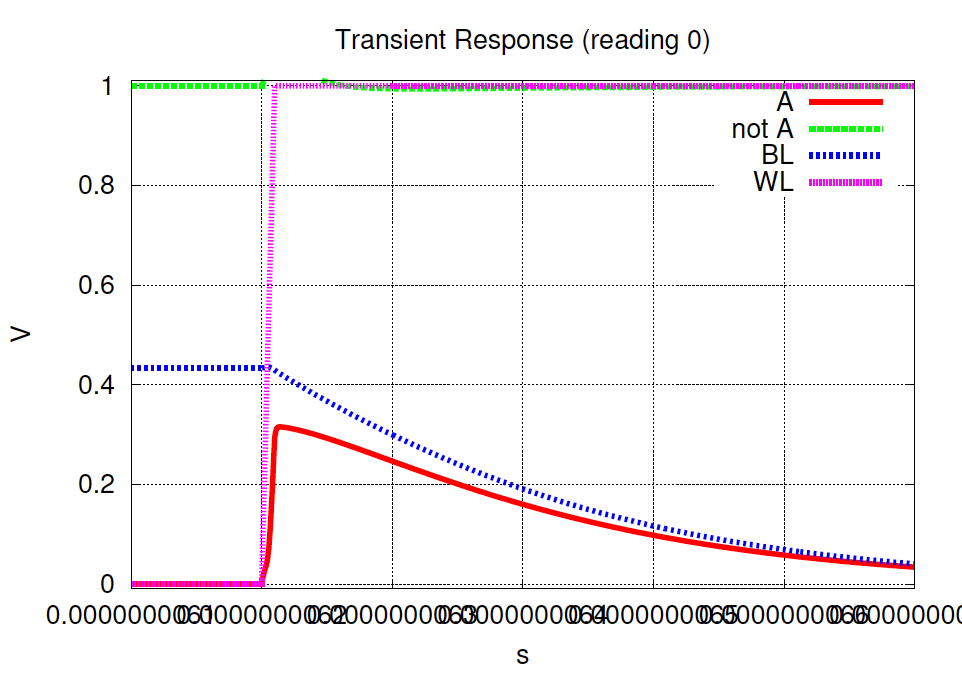 Transient Response (reading 0)
1
A
not A
BL
WL
0.8
0.6
V
0.4
0.2
0
s